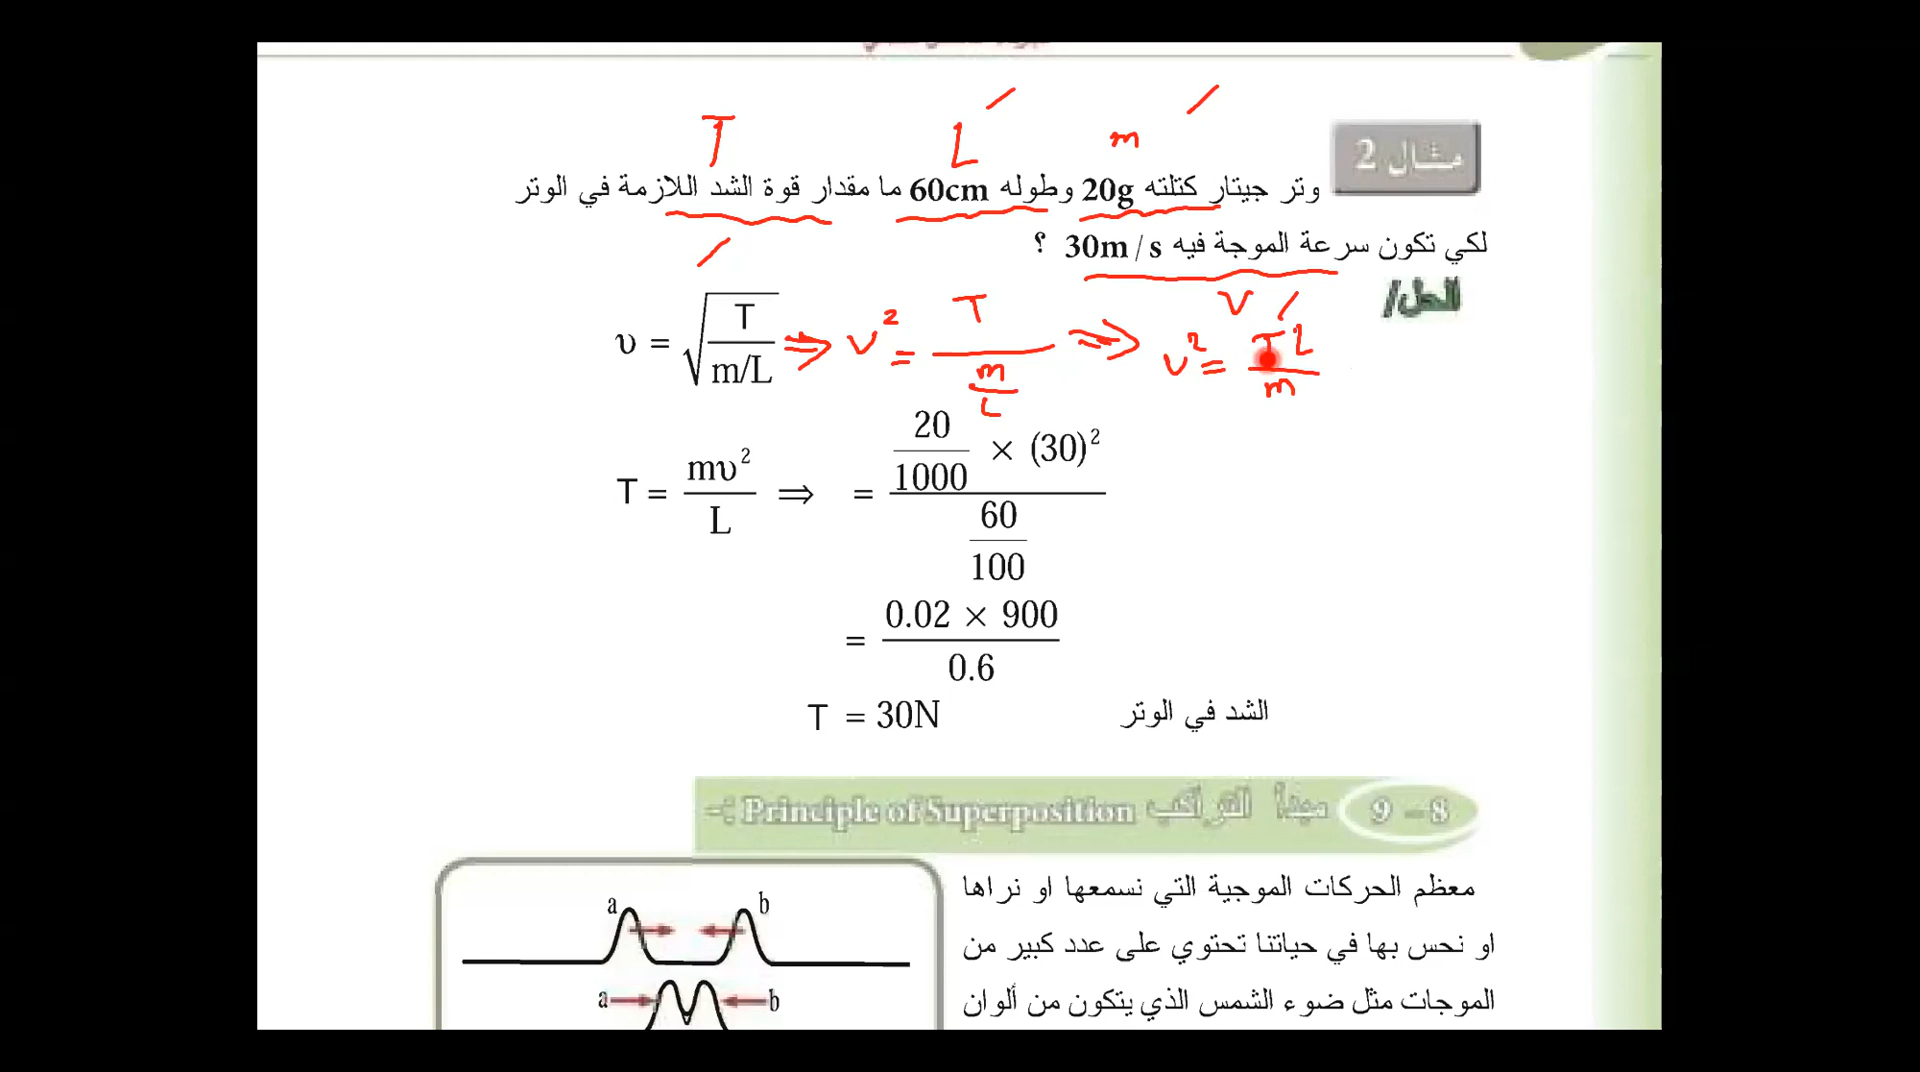 T L m
مثال 2
وتر جيتار كتلته 20g وطوله 60cm ما مقدار قوة الشد اللازمة في الوتر
لكي تكون سرعة الموجة فيه 30m/s ؟
V
الحل/
υ = √(T / (m/L)) ⇒ v² = T / (m/L) ⇒ v² = TL / m
T = mυ² / L ⇒ = (20/1000 × (30)²) / (60/100)
= (0.02 × 900) / 0.6
T = 30N الشد في الوتر
9 - 8 مبدأ التراكب Principle of Superposition :-
معظم الحركات الموجية التي نسمعها او نراها
او نحس بها في حياتنا تحتوي على عدد كبير من
الموجات مثل ضوء الشمس الذي يتكون من ألوان
a b
a b